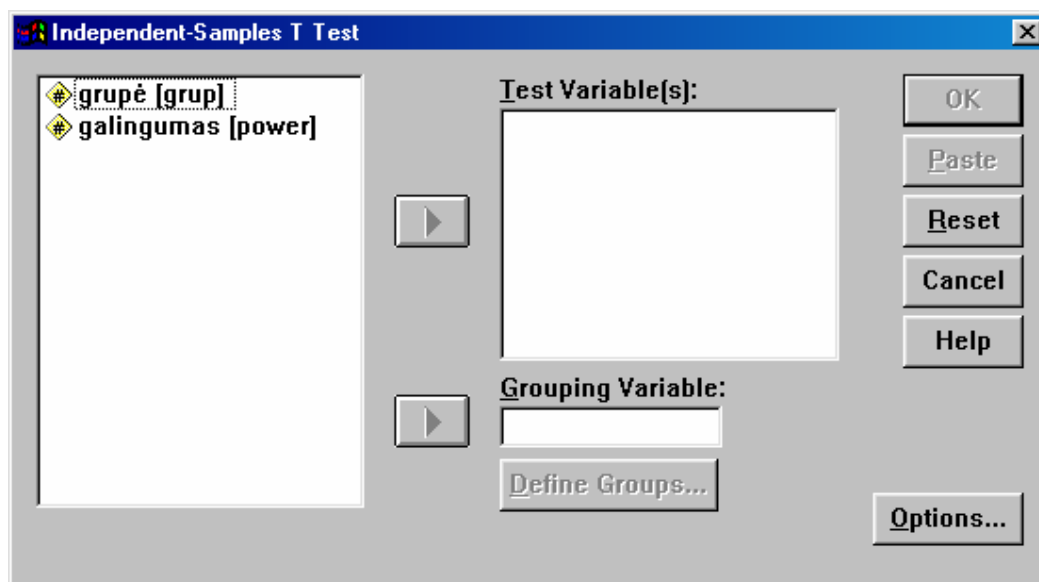 Independent-Samples T Test
grupė [grup]
galingumas [power]
Test Variable(s):
Grouping Variable:
Define Groups...
OK
Paste
Reset
Cancel
Help
Options...